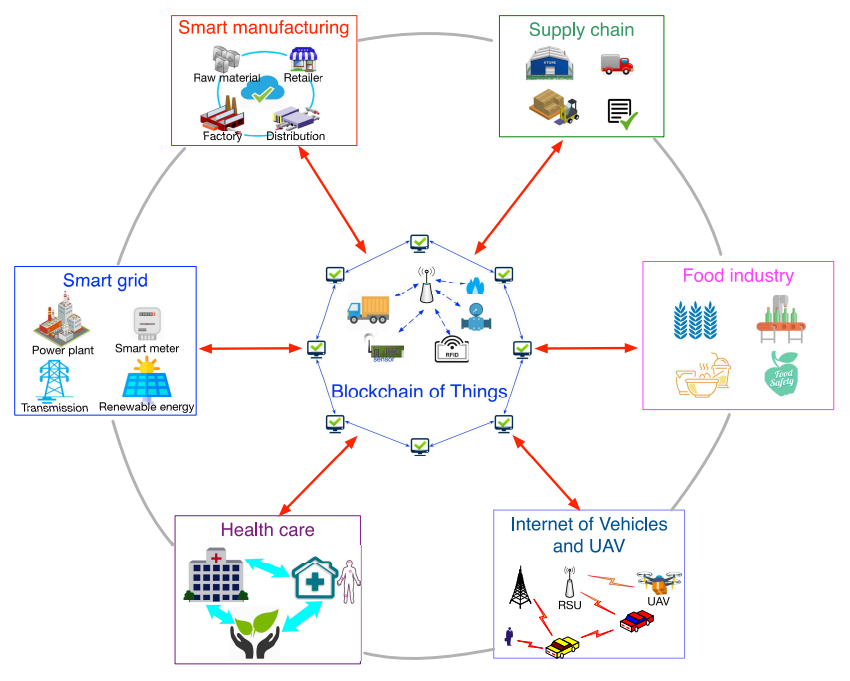 Smart manufacturing
Raw material
Retailer
Factory
Distribution
Supply chain
STORE
Smart grid
Power plant
Smart meter
Transmission
Renewable energy
sensor
RFID
Blockchain of Things
Food industry
Food
Safety
Health care
Internet of Vehicles
and UAV
RSU
UAV